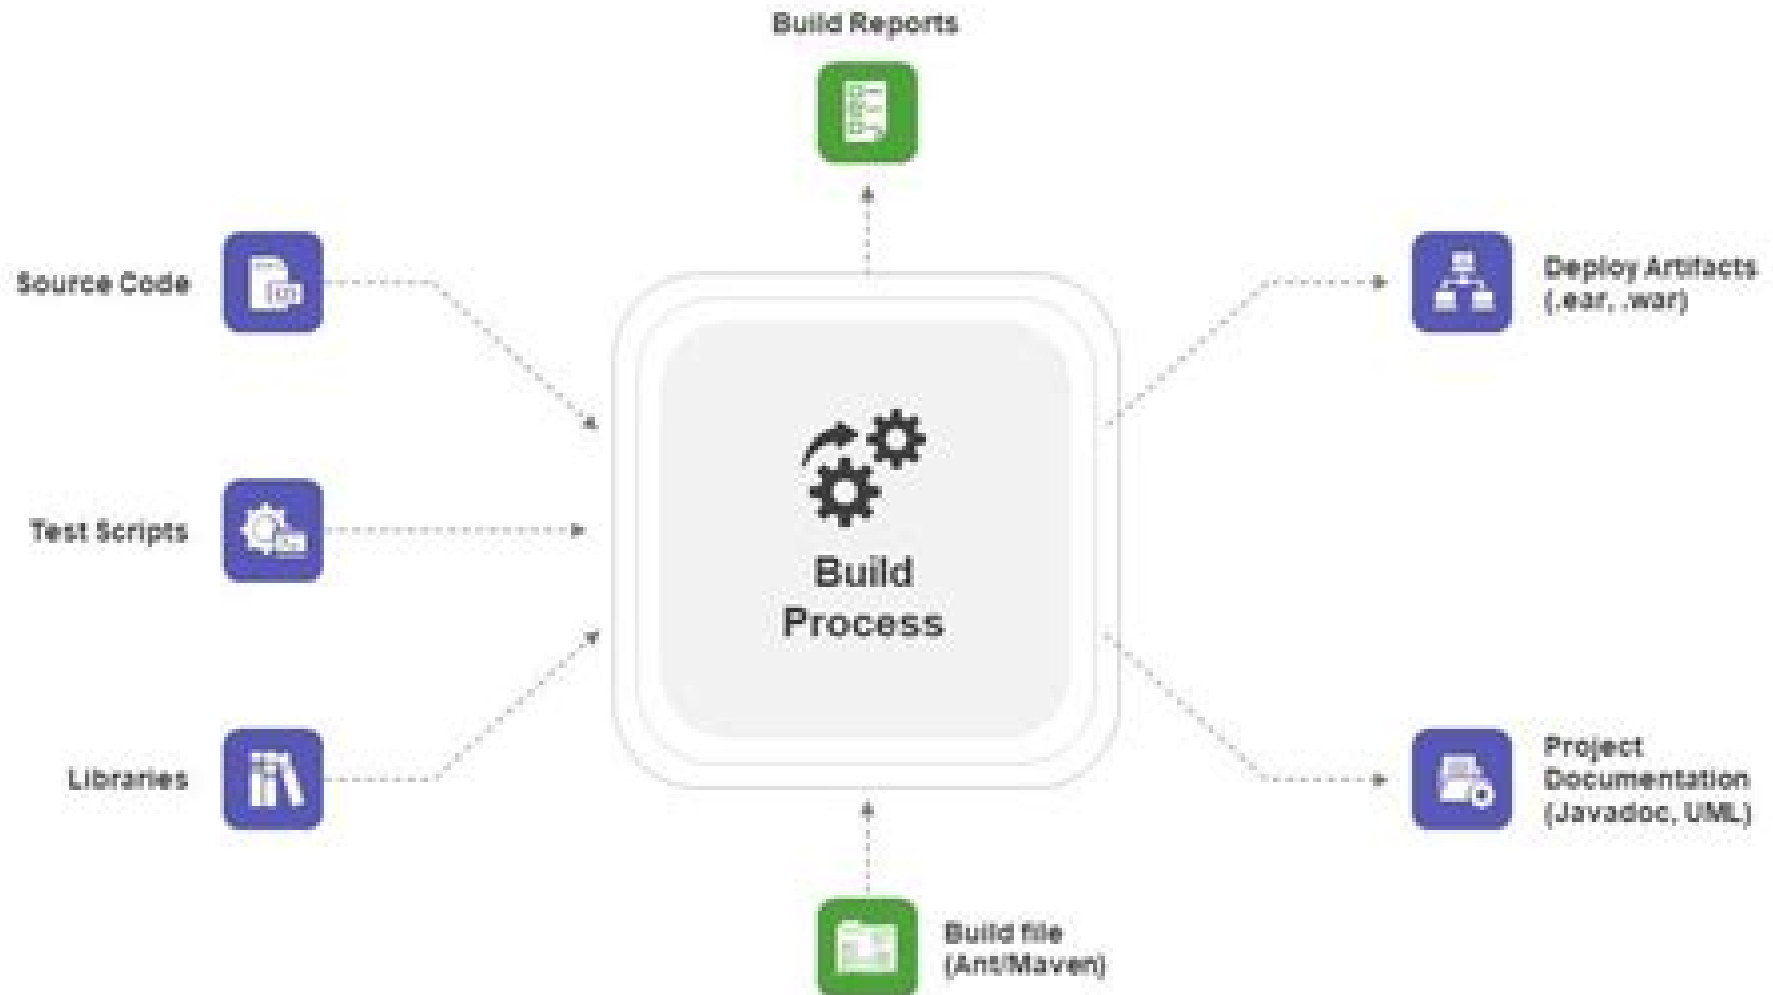 Build Reports
Source Code
Deploy Artifacts
(.ear, .war)
Test Scripts
Build
Process
Libraries
Project
Documentation
(Javadoc, UML)
Build file
(Ant/Maven)